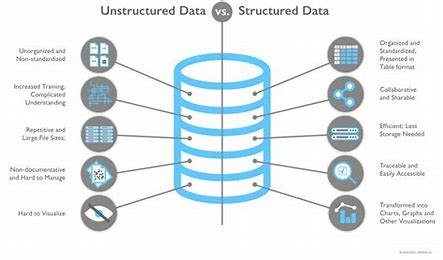 Unstructured Data vs. Structured Data
Unorganized and
Non-standardized
Increased Training,
Complicated
Understanding
Repetitive and
Large File Sizes;
Non-documentative
and Hard to Manage
Hard to Visualize
Organized and
Standardized,
Presented in
Table format
Collaborative
and Sharable
Efficient; Less
Storage Needed
Traceable and
Easily Accessible
Transformed into
Charts, Graphs and
Other Visualizations